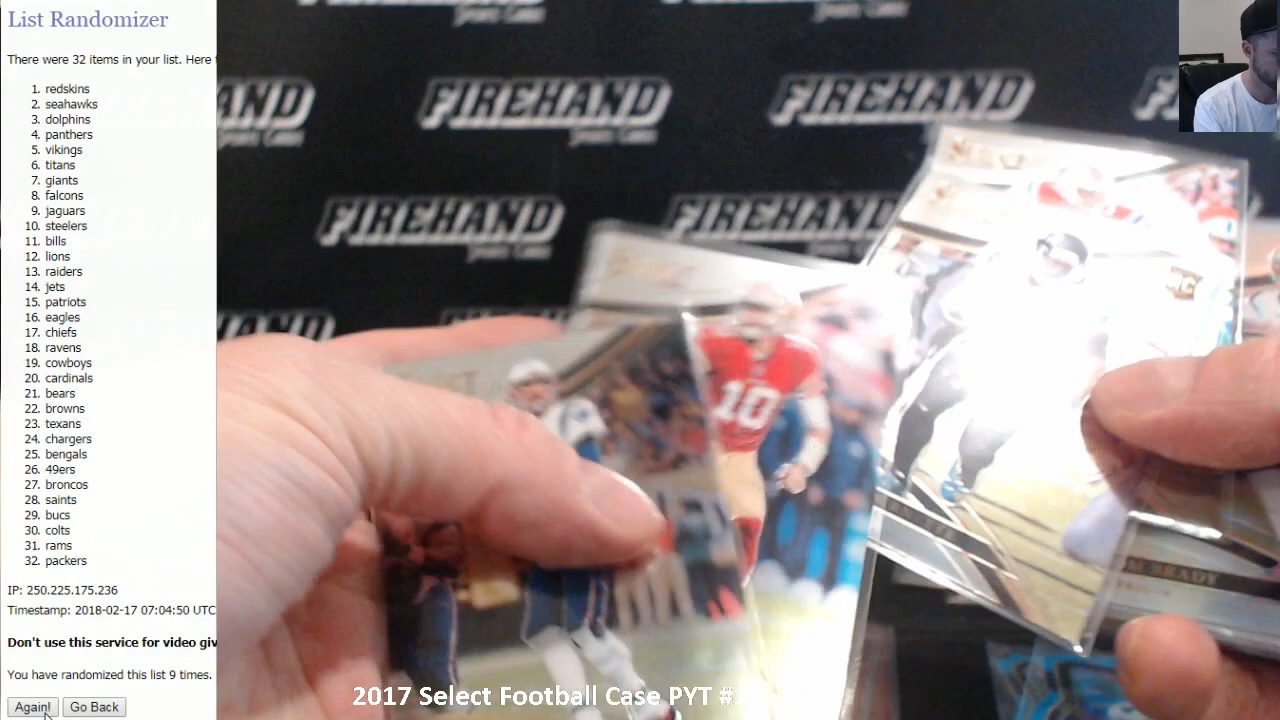 List Randomizer
There were 32 items in your list. Here
1. redskins
2. seahawks
3. dolphins
4. panthers
5. vikings
6. titans
7. giants
8. falcons
9. jaguars
10. steelers
11. bills
12. lions
13. raiders
14. jets
15. patriots
16. eagles
17. chiefs
18. ravens
19. cowboys
20. cardinals
21. bears
22. browns
23. texans
24. chargers
25. bengals
26. 49ers
27. broncos
28. saints
29. bucs
30. colts
31. rams
32. packers
IP: 250.225.175.236
Timestamp: 2018-02-17 07:04:50 UTC
Don't use this service for video
You have randomized this list 9 times.
Again! Go Back
FIREHAND FIREHAND
FIREHAND FIREHAND
10
BRADY
2017 Select Football Case PYT